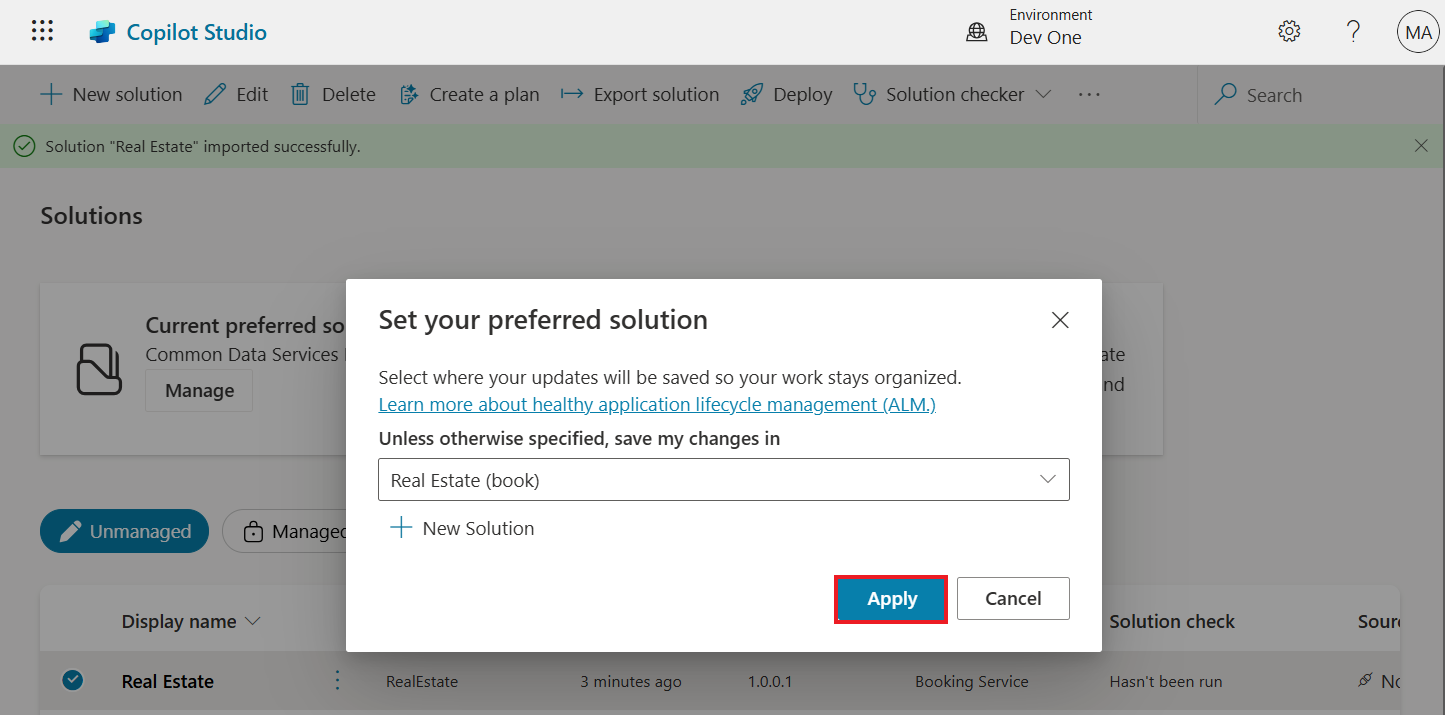 Copilot Studio
Environment
Dev One
MA
New solution
Edit
Delete
Create a plan
Export solution
Deploy
Solution checker
Search
Solution "Real Estate" imported successfully.
Solutions
Current preferred so
Common Data Services
Manage
ate
nd
Set your preferred solution
Select where your updates will be saved so your work stays organized.
Learn more about healthy application lifecycle management (ALM.)
Unless otherwise specified, save my changes in
Real Estate (book)
New Solution
Apply
Cancel
Unmanaged
Managed
Display name
Solution check
Sour
Real Estate
RealEstate
3 minutes ago
1.0.0.1
Booking Service
Hasn't been run
No